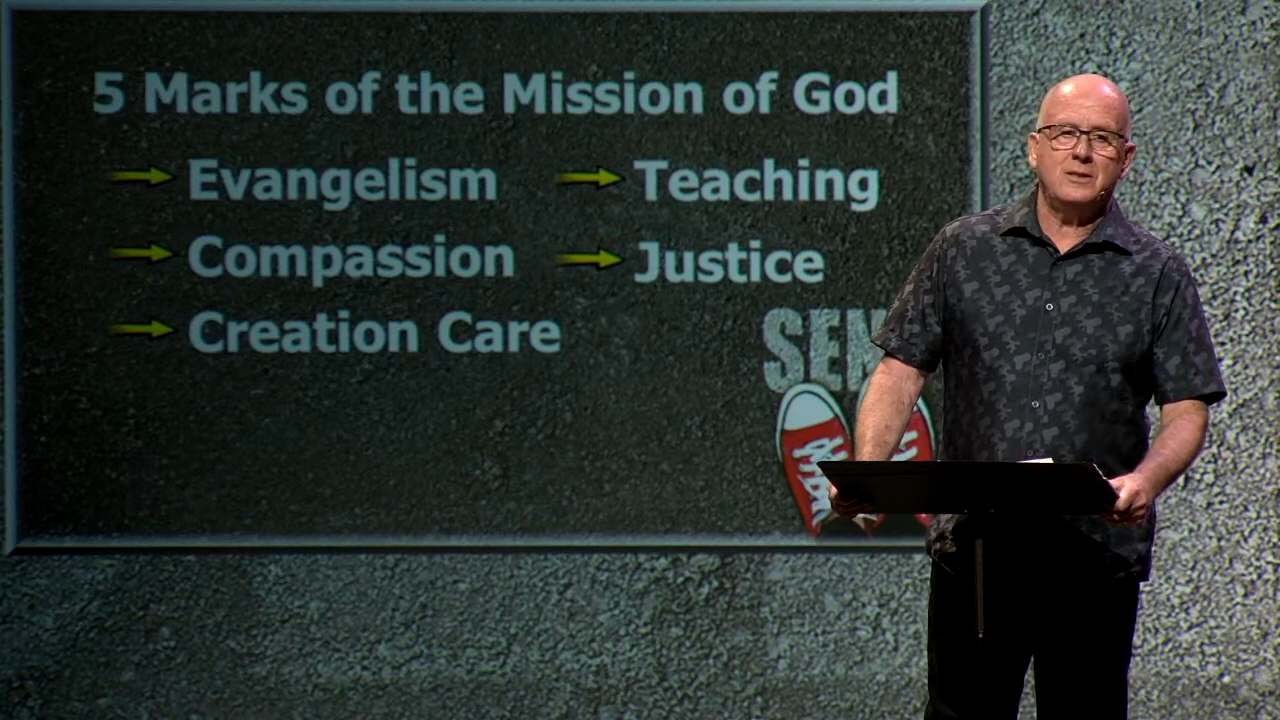 5 Marks of the Mission of God
Evangelism
Teaching
Compassion
Justice
Creation Care